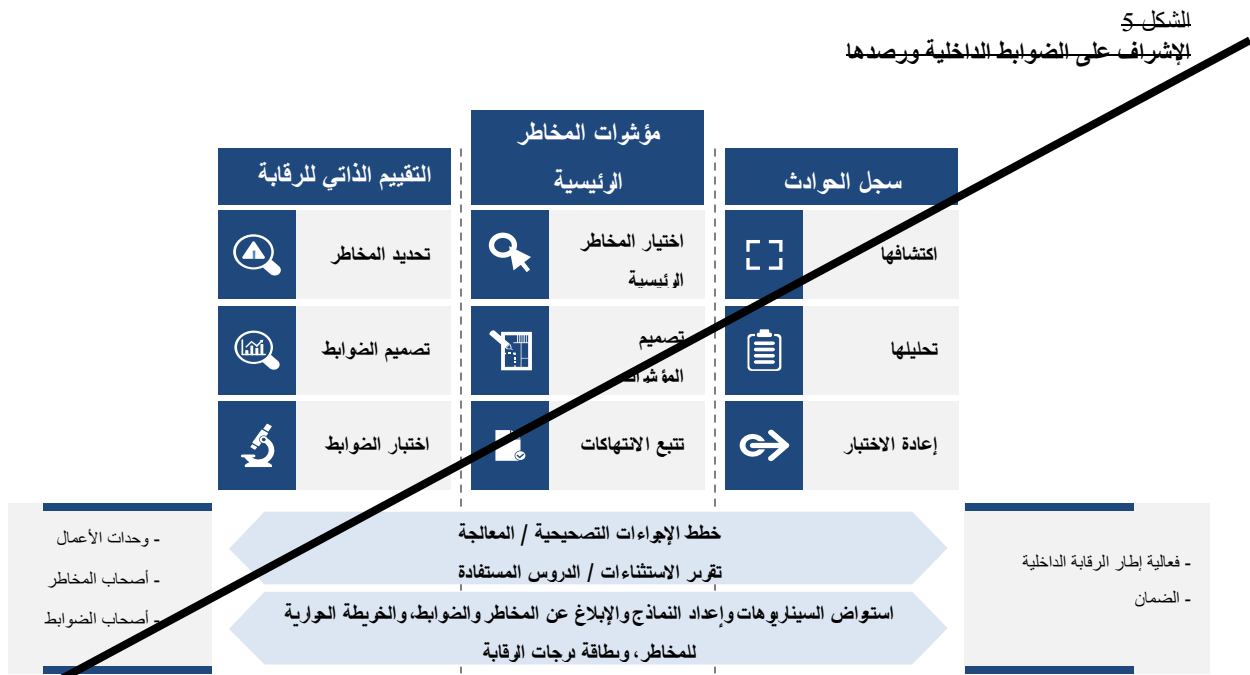 الشكل 5
الإشراف على الضوابط الداخلية ورصدها
سجل الحوادث
اكتشافها
تحليلها
إعادة الاختبار
مؤشرات المخاطر
الرئيسية
اختيار المخاطر
الرئيسية
تصميم
المؤشرات
تتبع الانتهاكات
التقييم الذاتي للرقابة
تحديد المخاطر
تصميم الضوابط
اختبار الضوابط
- فعالية إطار الرقابة الداخلية
- الضمان
خطط الإجراءات التصحيحية / المعالجة
تقرير الاستثناءات / الدروس المستفادة
استعراض السيناريوهات وإعداد النماذج والإبلاغ عن المخاطر والضوابط، والخريطة الحرارية
للمخاطر، وبطاقة درجات الرقابة
- وحدات الأعمال
- أصحاب المخاطر
- أصحاب الضوابط